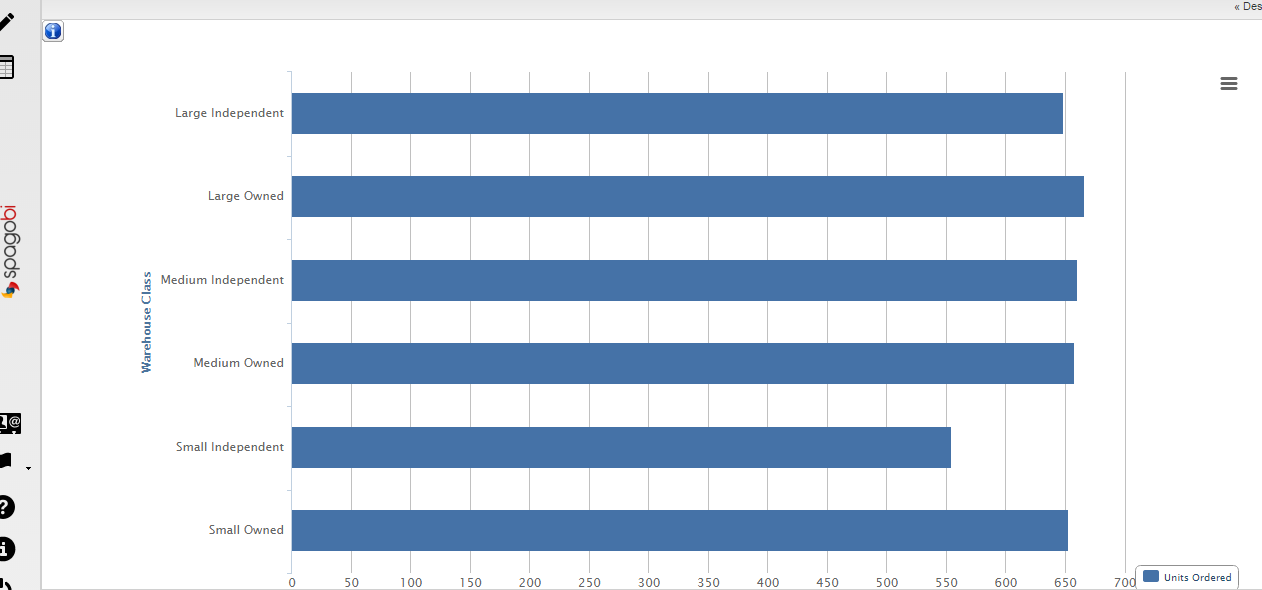 « Des
Large Independent
Large Owned
Medium Independent
Medium Owned
Small Independent
Small Owned
Warehouse Class
0 50 100 150 200 250 300 350 400 450 500 550 600 650 700
Units Ordered
spagobi